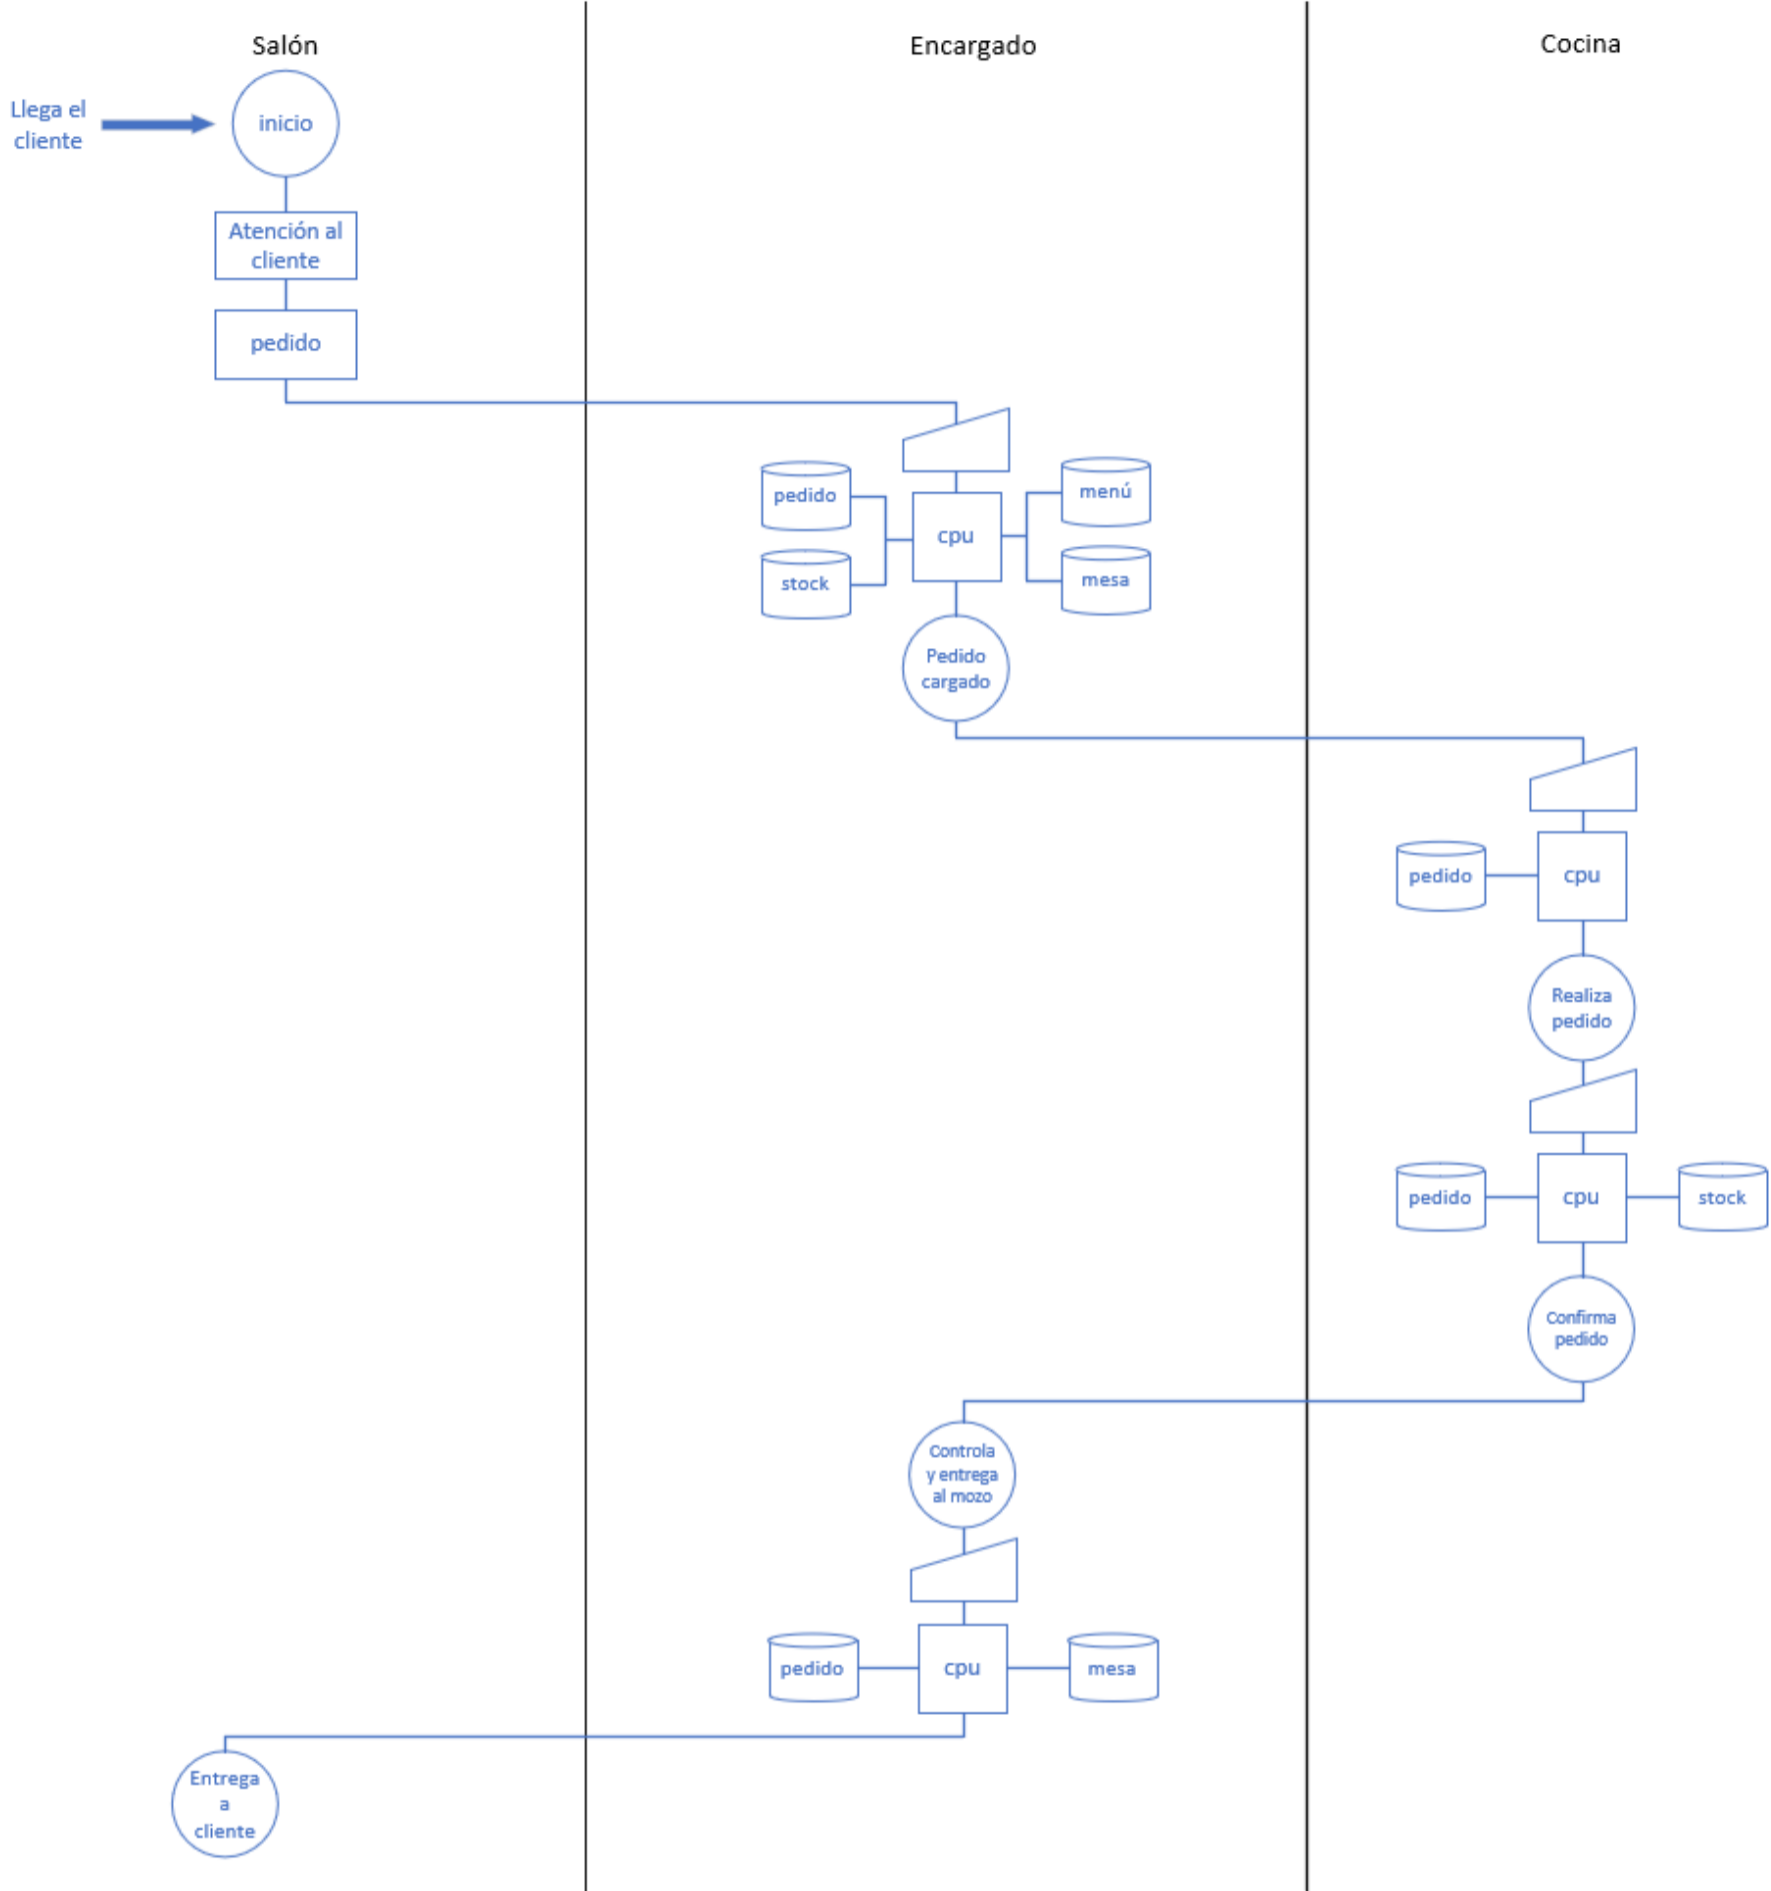 Salón
Encargado
Cocina
Llega el
cliente
inicio
Atención al
cliente
pedido
pedido
menú
cpu
stock
mesa
Pedido
cargado
pedido
cpu
Realiza
pedido
pedido
cpu
stock
Confirma
pedido
Controla
y entrega
al mozo
pedido
cpu
mesa
Entrega
a
cliente